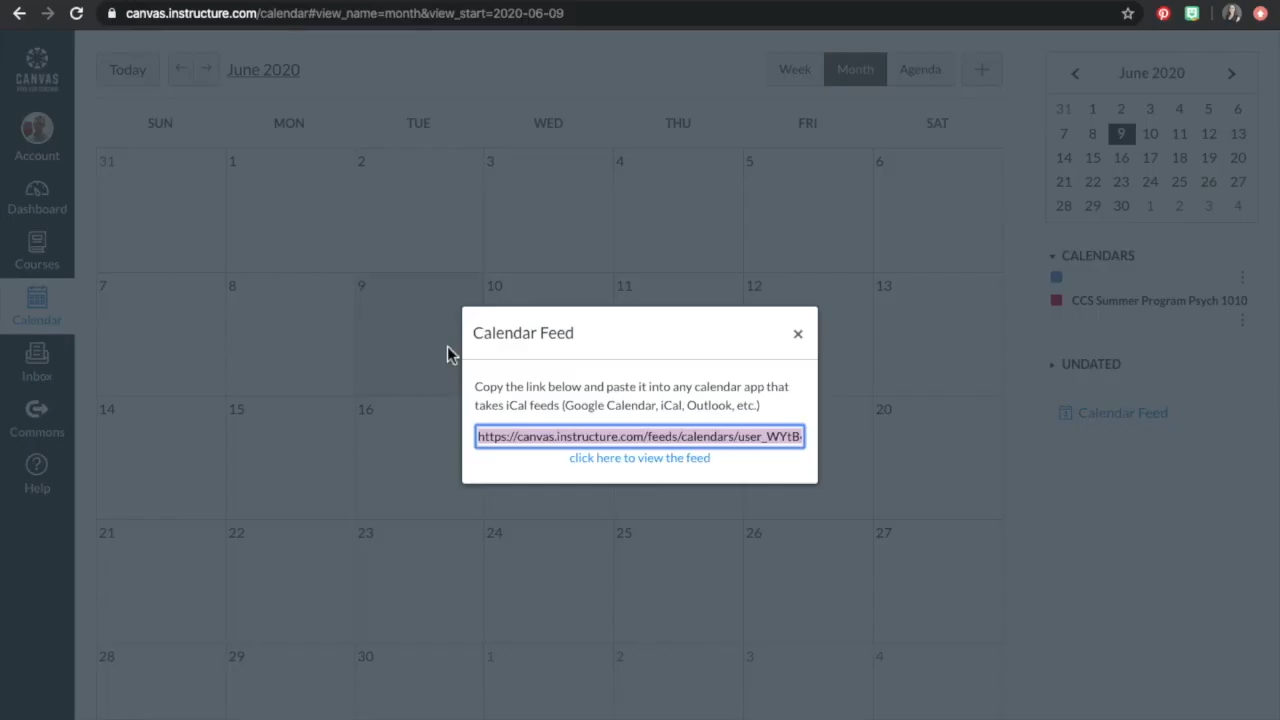 canvas.instructure.com/calendar#view_name=month&view_start=2020-06-09
CANVAS
Account
Dashboard
Courses
Calendar
Inbox
Commons
Help
Today
June 2020
Week
Month
Agenda
SUN MON TUE WED THU FRI SAT
31 1 2 3 4 5 6
7 8 9 10 11 12 13
14 15 16 20
21 22 23 24 25 26 27
28 29 30 1 2 3 4
Calendar Feed
Copy the link below and paste it into any calendar app that
takes iCal feeds (Google Calendar, iCal, Outlook, etc.)
https://canvas.instructure.com/feeds/calendars/user_WYtB
click here to view the feed
June 2020
31 1 2 3 4 5 6
7 8 9 10 11 12 13
14 15 16 17 18 19 20
21 22 23 24 25 26 27
28 29 30 1 2 3 4
CALENDARS
CCS Summer Program Psych 1010
UNDATED
Calendar Feed